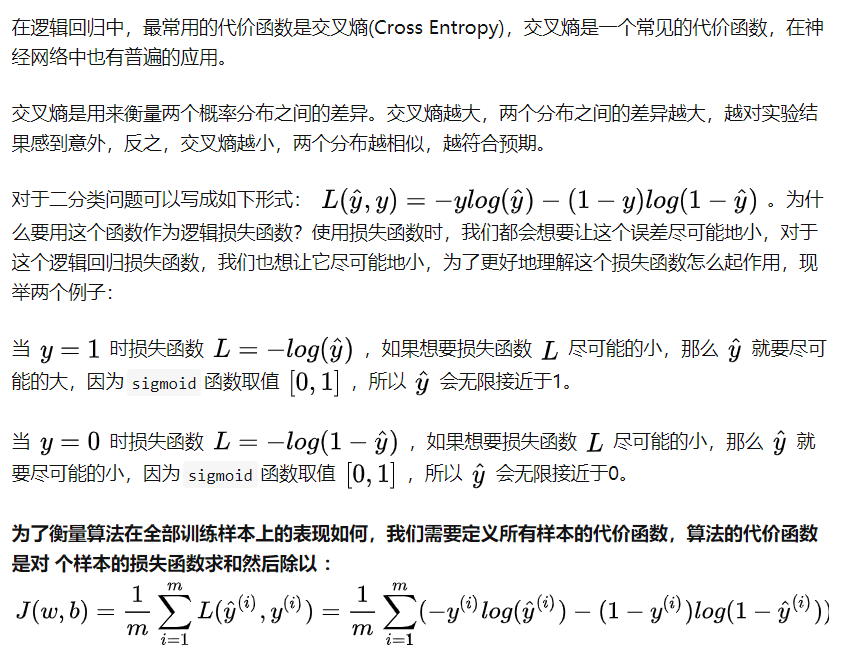 在逻辑回归中，最常用的代价函数是交叉熵(Cross Entropy)，交叉熵是一个常见的代价函数，在神
经网络中也有普遍的应用。
交叉熵是用来衡量两个概率分布之间的差异。交叉熵越大，两个分布之间的差异越大，越对实验结
果感到意外，反之，交叉熵越小，两个分布越相似，越符合预期。
对于二分类问题可以写成如下形式： L(ŷ, y) = −ylog(ŷ) − (1 − y)log(1 − ŷ) 。为什
么要用这个函数作为逻辑损失函数？使用损失函数时，我们都会想要让这个误差尽可能地小，对于
这个逻辑回归损失函数，我们也想让它尽可能地小，为了更好地理解这个损失函数怎么起作用，现
举两个例子：
当 y = 1 时损失函数 L = −log(ŷ) ，如果想要损失函数 L 尽可能的小，那么 ŷ 就要尽可
能的大，因为 sigmoid 函数取值 [0, 1] ，所以 ŷ 会无限接近于1。
当 y = 0 时损失函数 L = −log(1 − ŷ) ，如果想要损失函数 L 尽可能的小，那么 ŷ 就
要尽可能的小，因为 sigmoid 函数取值 [0, 1] ，所以 ŷ 会无限接近于0。
为了衡量算法在全部训练样本上的表现如何，我们需要定义所有样本的代价函数，算法的代价函数
是对 个样本的损失函数求和然后除以 ：
J(w, b) = \frac{1}{m} \sum_{i=1}^{m} L(ŷ^{(i)}, y^{(i)}) = \frac{1}{m} \sum_{i=1}^{m} (−y^{(i)}log(ŷ^{(i)}) − (1 − y^{(i)})log(1 − ŷ^{(i)}))